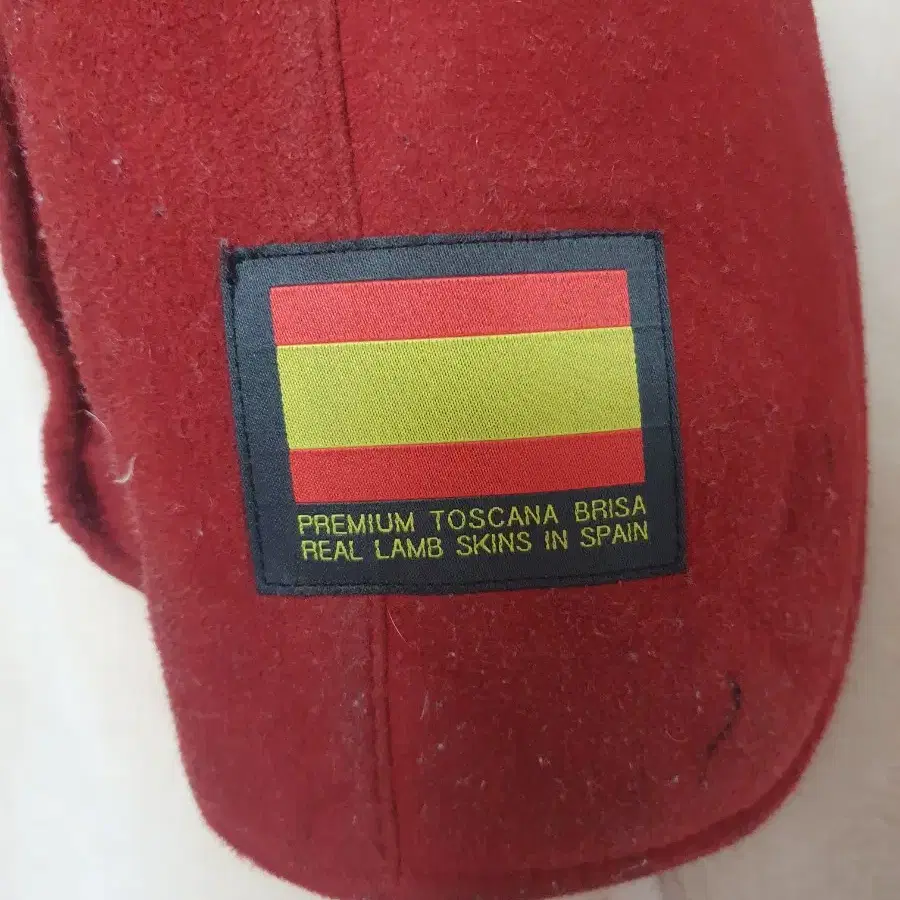 PREMIUM TOSCANA BRISA
REAL LAMB SKINS IN SPAIN